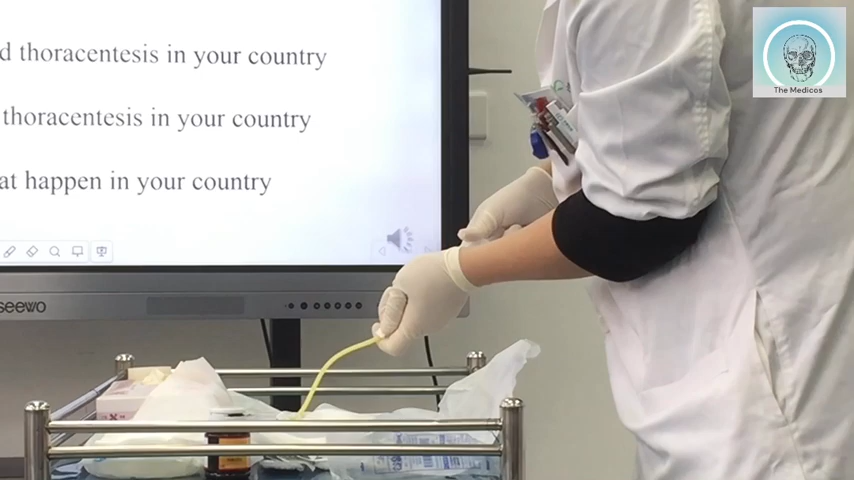 d thoracentesis in your country
thoracentesis in your country
at happen in your country
seewo
The Medicos